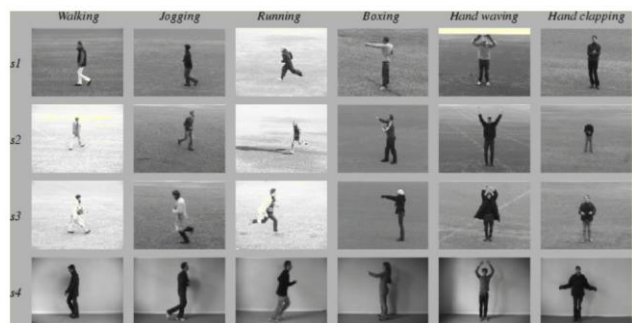 Walking Jogging Running Boxing Hand waving Hand clapping
s1
s2
s3
s4